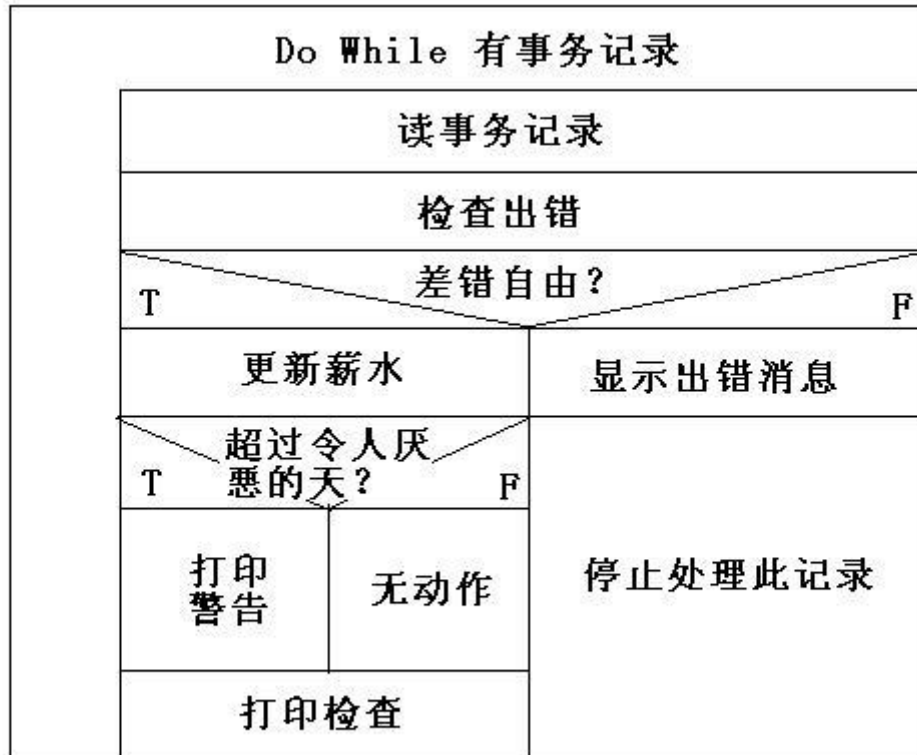 Do While 有事务记录
读事务记录
检查出错
差错自由？
T
F
更新薪水
显示出错消息
超过令人厌
恶的天？
T
F
打印
警告
无动作
停止处理此记录
打印检查